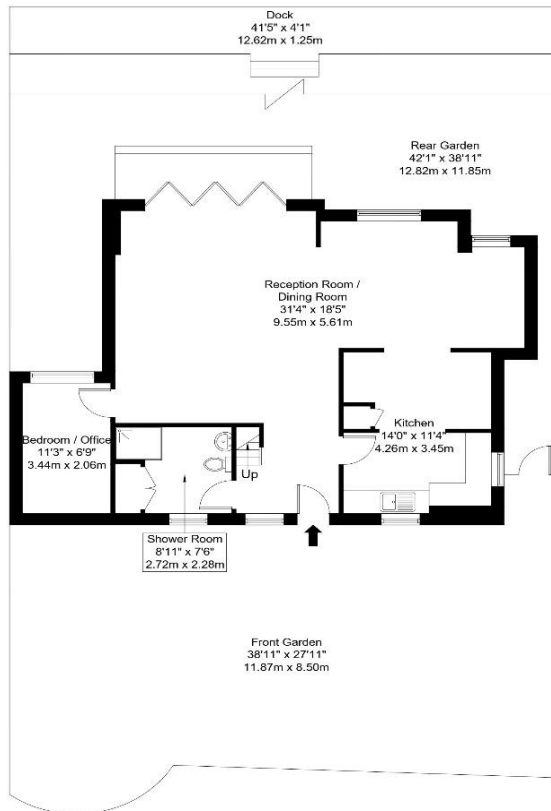 Dock
41'5" x 4'1"
12.62m x 1.25m
Rear Garden
42'1" x 38'11"
12.82m x 11.85m
Reception Room /
Dining Room
31'4" x 18'5"
9.55m x 5.61m
Kitchen
14'0" x 11'4"
4.26m x 3.45m
Bedroom / Office
11'3" x 6'9"
3.44m x 2.06m
Up
Shower Room
8'11" x 7'6"
2.72m x 2.28m
Front Garden
38'11" x 27'11"
11.87m x 8.50m